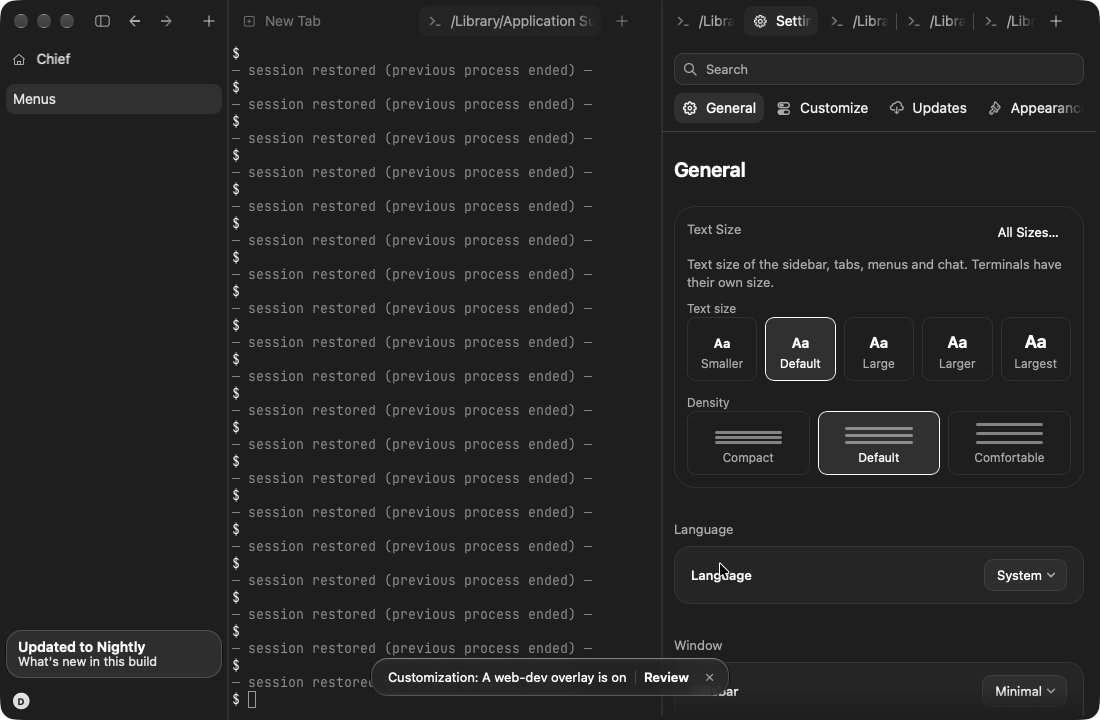 New Tab
/Library/Application Su
/Libra
Settin
/Libra
/Libra
/Libr
Chief
Menus
$
— session restored (previous process ended) —
$
— session restored (previous process ended) —
$
— session restored (previous process ended) —
$
— session restored (previous process ended) —
$
— session restored (previous process ended) —
$
— session restored (previous process ended) —
$
— session restored (previous process ended) —
$
— session restored (previous process ended) —
$
— session restored (previous process ended) —
$
— session restored (previous process ended) —
$
— session restored (previous process ended) —
$
— session restored (previous process ended) —
$
— session restored (previous process ended) —
$
— session restored (previous process ended) —
$
— session restored (previous process ended) —
$
— session restored (previous process ended) —
$
— session restored (previous process ended) —
$
— session restored (previous process ended) —
$
— session restored
$
Updated to Nightly
What's new in this build
D
Search
General
Customize
Updates
Appearanc
General
Text Size
All Sizes...
Text size of the sidebar, tabs, menus and chat. Terminals have
their own size.
Text size
Aa Aa Aa Aa Aa
Smaller Default Large Larger Largest
Density
Compact Default Comfortable
Language
Language
System
Window
Minimal
Customization: A web-dev overlay is on
Review